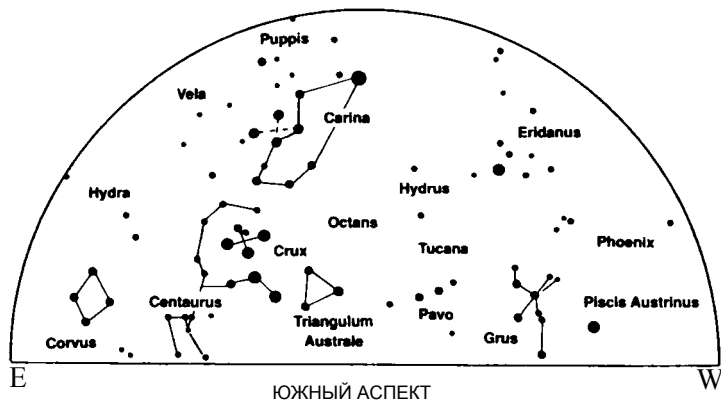 Puppis
Vela
Carina
Eridanus
Hydra
Hydrus
Octans
Crux
Tucana
Phoenix
Centaurus
Triangulum
Australe
Pavo
Piscis Austrinus
Corvus
Grus
E
W
ЮЖНЫЙ АСПЕКТ